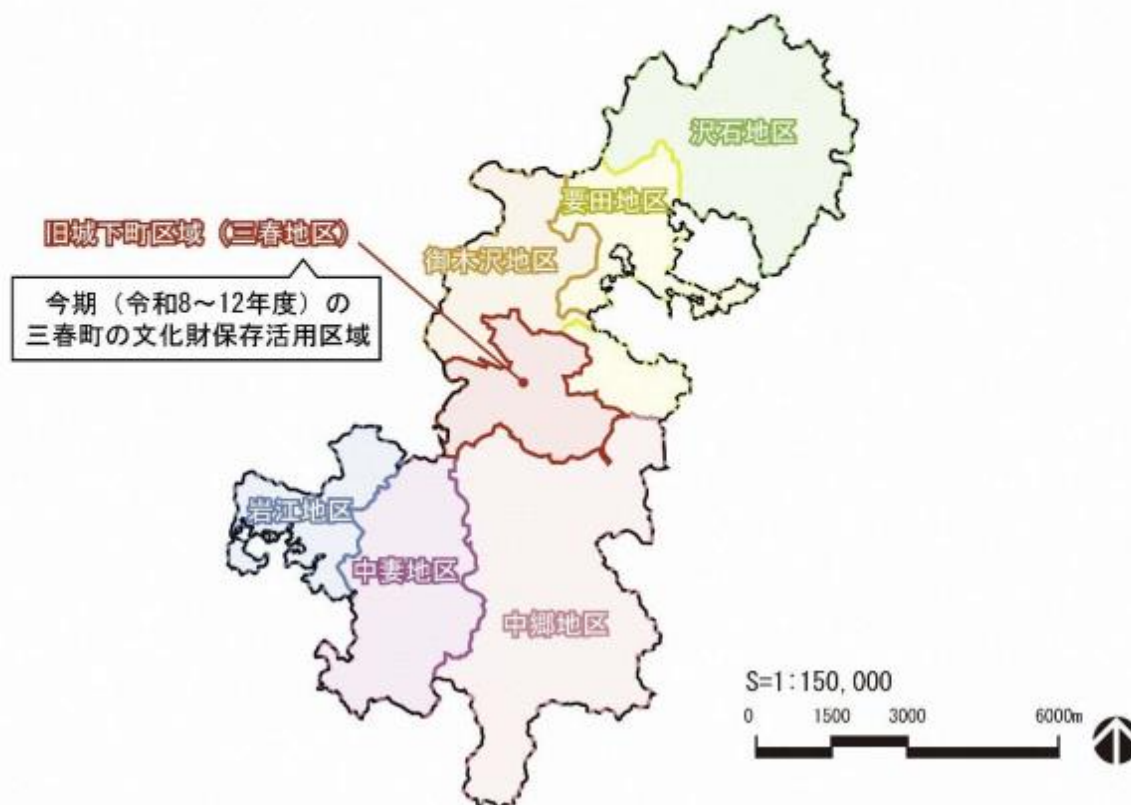 沢石地区
要田地区
旧城下町区域（三春地区）
御木沢地区
今期（令和8～12年度）の
三春町の文化財保存活用区域
岩江地区
中妻地区
中郷地区
S=1:150,000
0 1500 3000 6000m